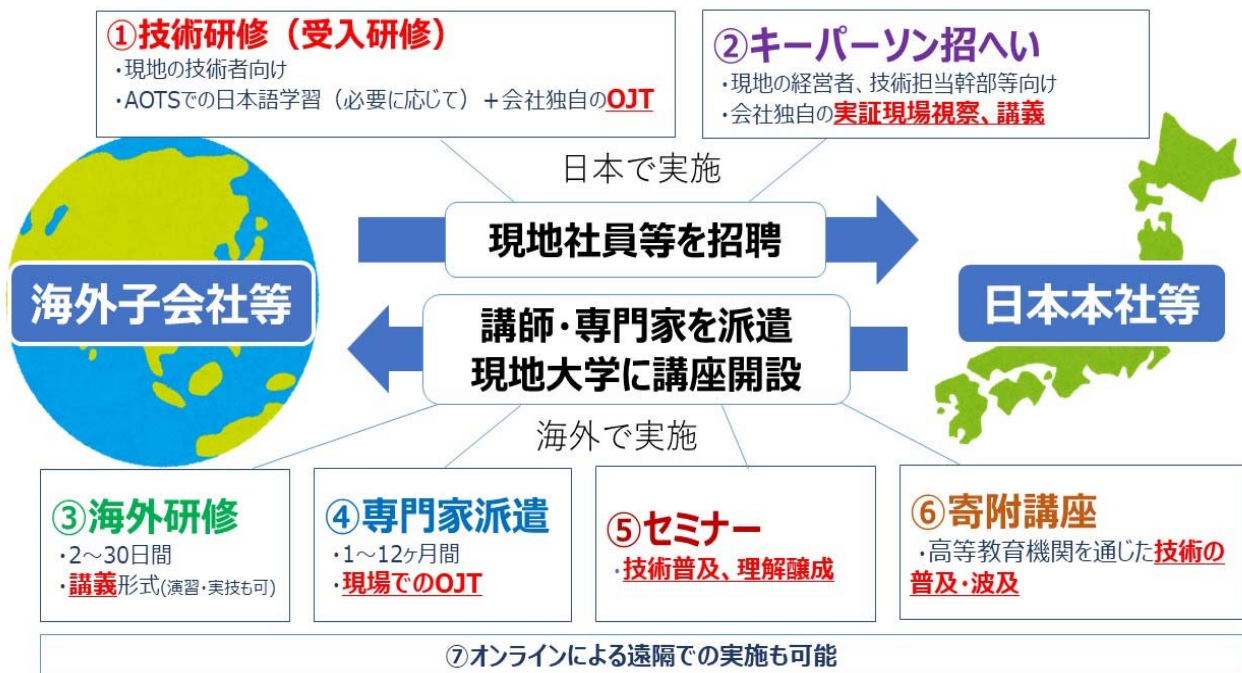 ①技術研修（受入研修）
・現地の技術者向け
・AOTSでの日本語学習（必要に応じて）＋会社独自のOJT
②キーパーソン招へい
・現地の経営者、技術担当幹部等向け
・会社独自の実証現場視察、講義
日本で実施
現地社員等を招聘
海外子会社等
日本本社等
講師・専門家を派遣
現地大学に講座開設
海外で実施
③海外研修
・2～30日間
・講義形式(演習・実技も可)
④専門家派遣
・1～12ヶ月間
・現場でのOJT
⑤セミナー
・技術普及、理解醸成
⑥寄附講座
・高等教育機関を通じた技術の
普及・波及
⑦オンラインによる遠隔での実施も可能